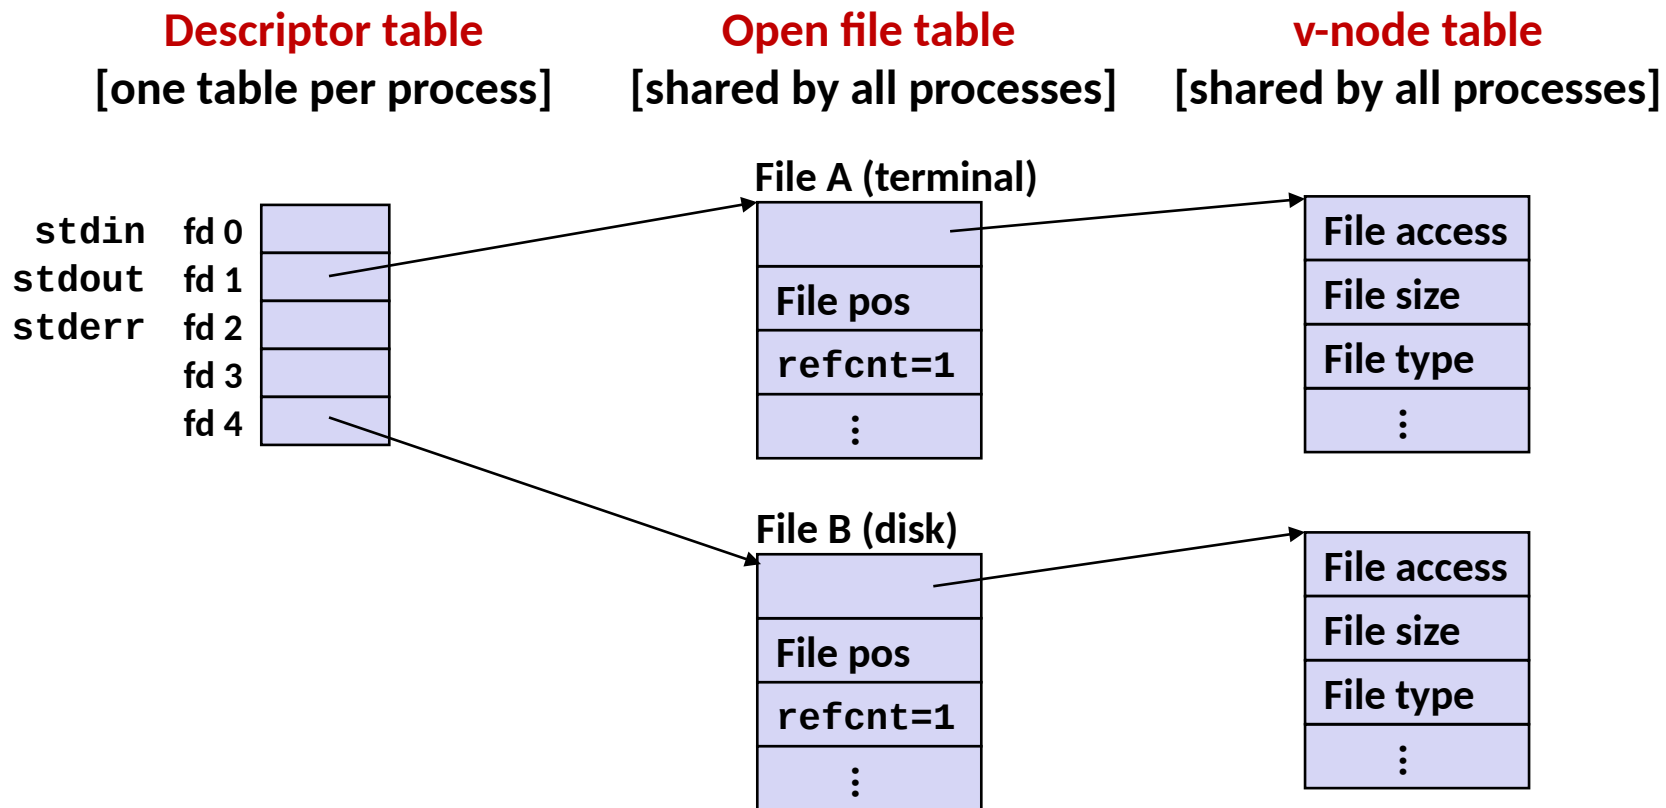 Descriptor table
[one table per process]
Open file table
[shared by all processes]
v-node table
[shared by all processes]
stdin fd 0
stdout fd 1
stderr fd 2
fd 3
fd 4
File A (terminal)
File pos
refcnt=1
⋮
File access
File size
File type
⋮
File B (disk)
File pos
refcnt=1
⋮
File access
File size
File type
⋮